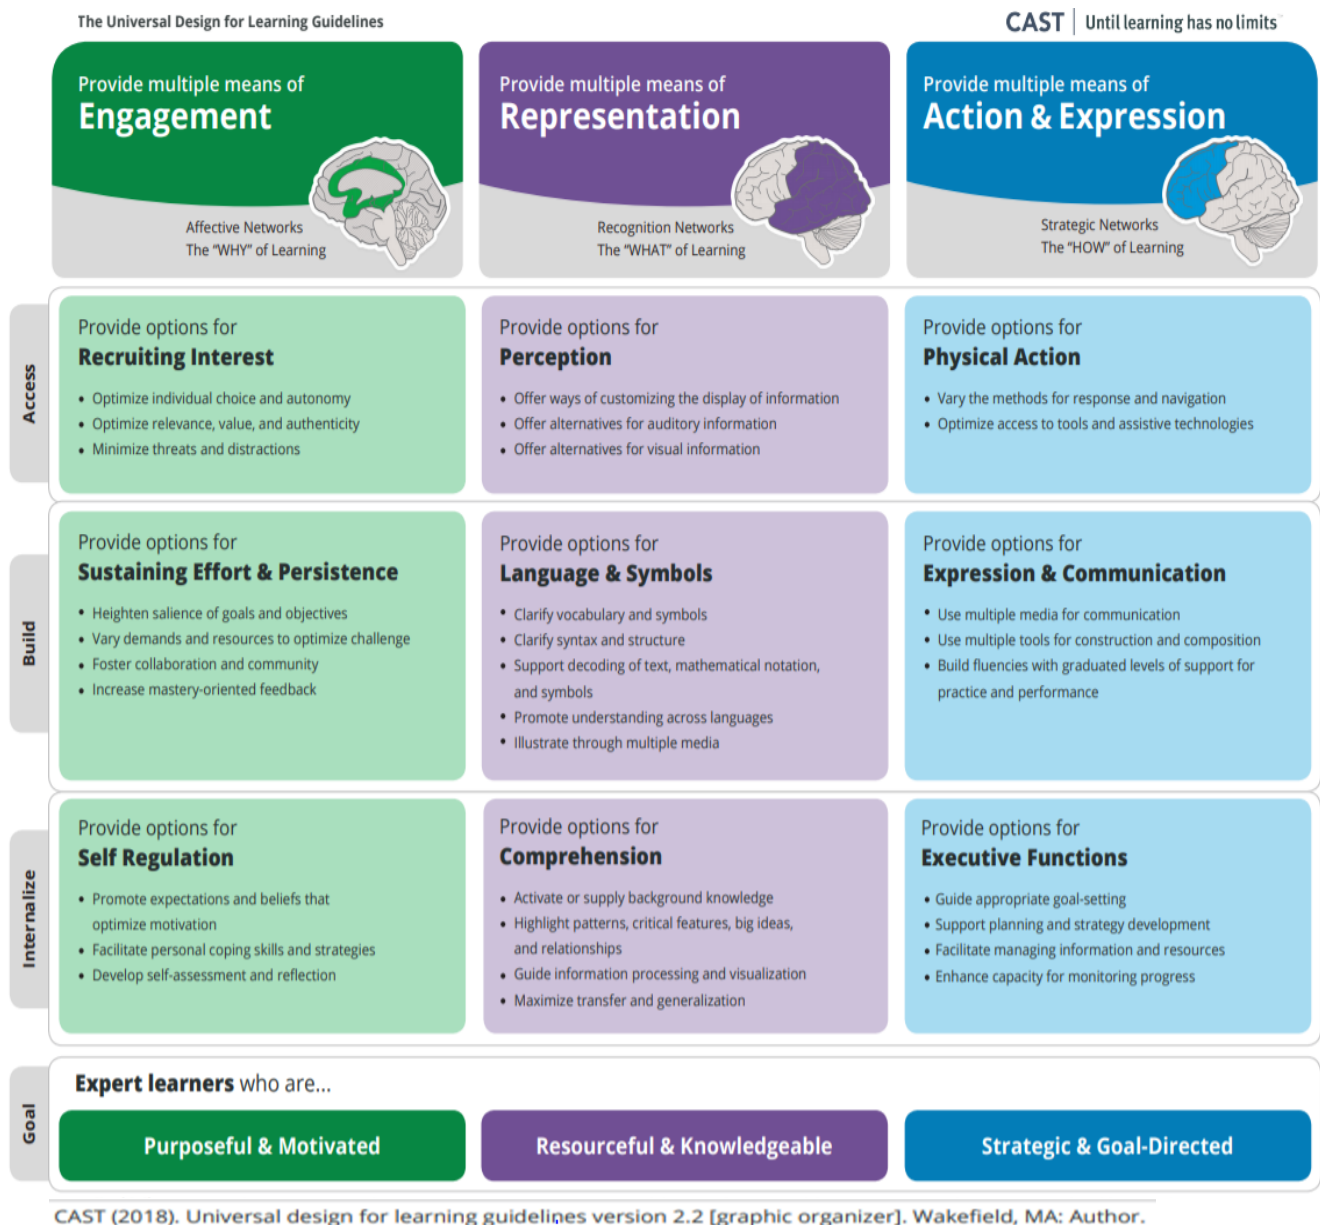 The Universal Design for Learning Guidelines
CAST | Until learning has no limits
Provide multiple means of
Engagement
Affective Networks
The "WHY" of Learning
Provide multiple means of
Representation
Recognition Networks
The "WHAT" of Learning
Provide multiple means of
Action & Expression
Strategic Networks
The "HOW" of Learning
Access
Provide options for
Recruiting Interest
• Optimize individual choice and autonomy
• Optimize relevance, value, and authenticity
• Minimize threats and distractions
Provide options for
Perception
• Offer ways of customizing the display of information
• Offer alternatives for auditory information
• Offer alternatives for visual information
Provide options for
Physical Action
• Vary the methods for response and navigation
• Optimize access to tools and assistive technologies
Build
Provide options for
Sustaining Effort & Persistence
• Heighten salience of goals and objectives
• Vary demands and resources to optimize challenge
• Foster collaboration and community
• Increase mastery-oriented feedback
Provide options for
Language & Symbols
• Clarify vocabulary and symbols
• Clarify syntax and structure
• Support decoding of text, mathematical notation,
and symbols
• Promote understanding across languages
• Illustrate through multiple media
Provide options for
Expression & Communication
• Use multiple media for communication
• Use multiple tools for construction and composition
• Build fluencies with graduated levels of support for
practice and performance
Internalize
Provide options for
Self Regulation
• Promote expectations and beliefs that
optimize motivation
• Facilitate personal coping skills and strategies
• Develop self-assessment and reflection
Provide options for
Comprehension
• Activate or supply background knowledge
• Highlight patterns, critical features, big ideas,
and relationships
• Guide information processing and visualization
• Maximize transfer and generalization
Provide options for
Executive Functions
• Guide appropriate goal-setting
• Support planning and strategy development
• Facilitate managing information and resources
• Enhance capacity for monitoring progress
Goal
Expert learners who are...
Purposeful & Motivated
Resourceful & Knowledgeable
Strategic & Goal-Directed
CAST (2018). Universal design for learning guidelines version 2.2 [graphic organizer]. Wakefield, MA: Author.